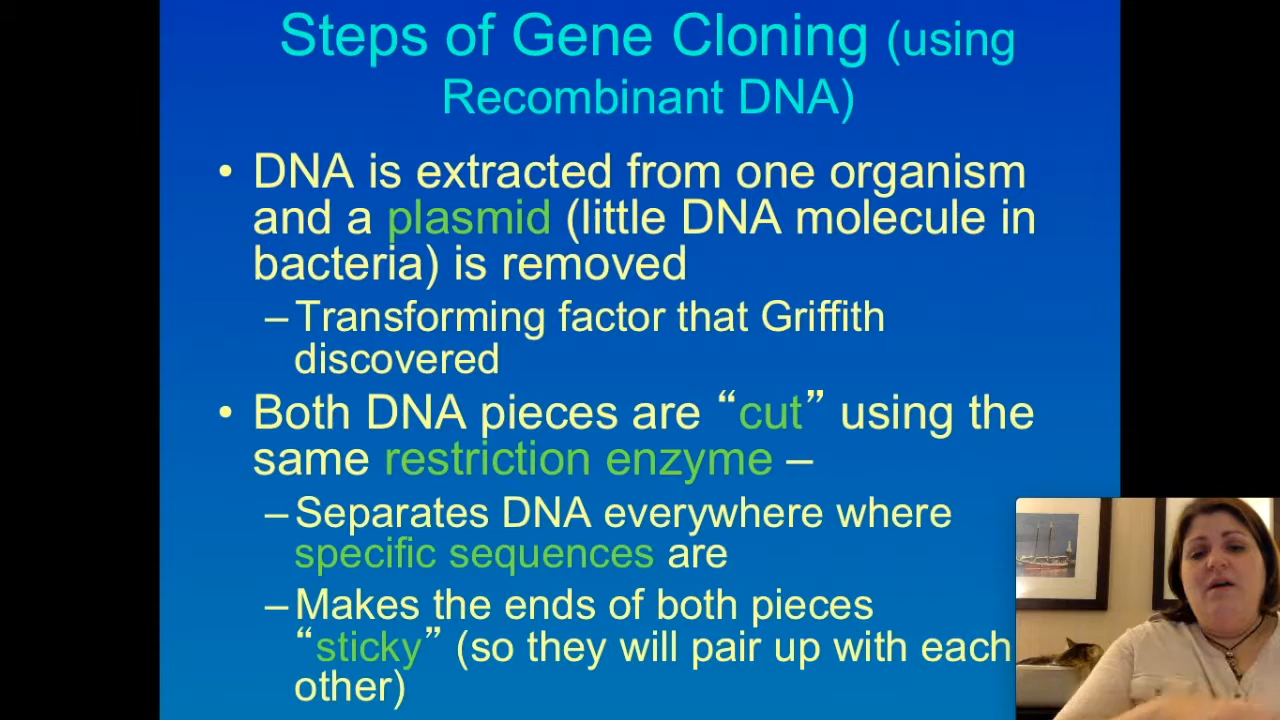 Steps of Gene Cloning (using
Recombinant DNA)
• DNA is extracted from one organism
and a plasmid (little DNA molecule in
bacteria) is removed
–Transforming factor that Griffith
discovered
• Both DNA pieces are “cut” using the
same restriction enzyme –
–Separates DNA everywhere where
specific sequences are
–Makes the ends of both pieces
“sticky” (so they will pair up with each
other)